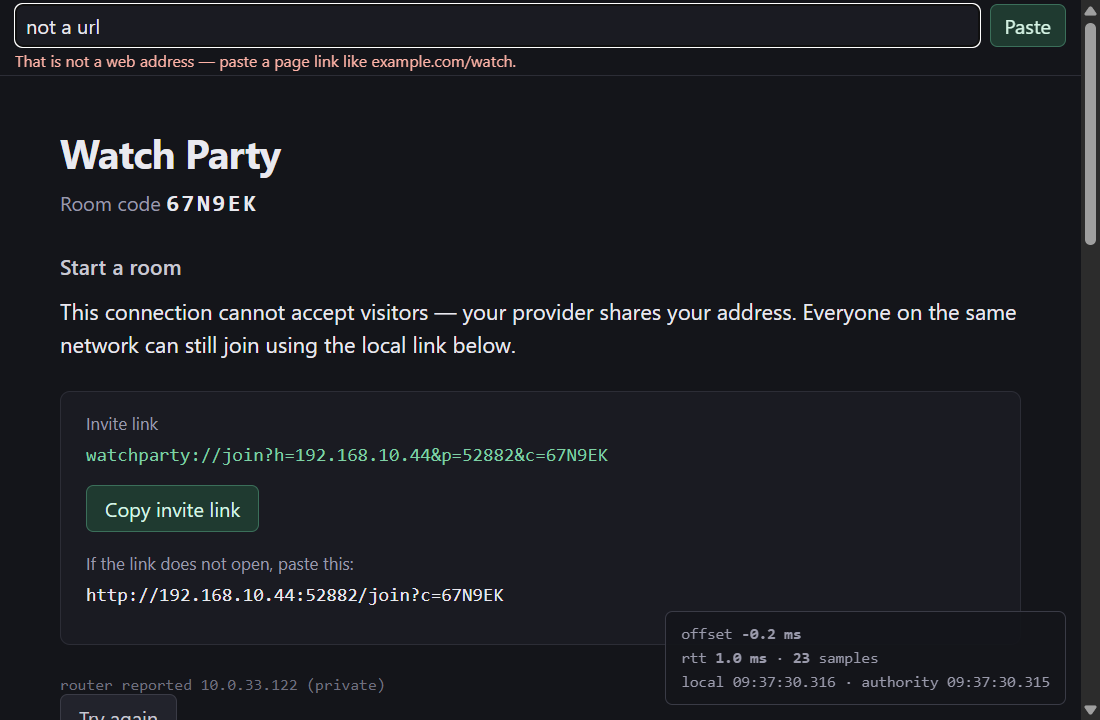 not a url
Paste
That is not a web address — paste a page link like example.com/watch.
Watch Party
Room code 67N9EK
Start a room
This connection cannot accept visitors — your provider shares your address. Everyone on the same
network can still join using the local link below.
Invite link
watchparty://join?h=192.168.10.44&p=52882&c=67N9EK
Copy invite link
If the link does not open, paste this:
http://192.168.10.44:52882/join?c=67N9EK
offset -0.2 ms
rtt 1.0 ms · 23 samples
local 09:37:30.316 · authority 09:37:30.315
router reported 10.0.33.122 (private)
Try again